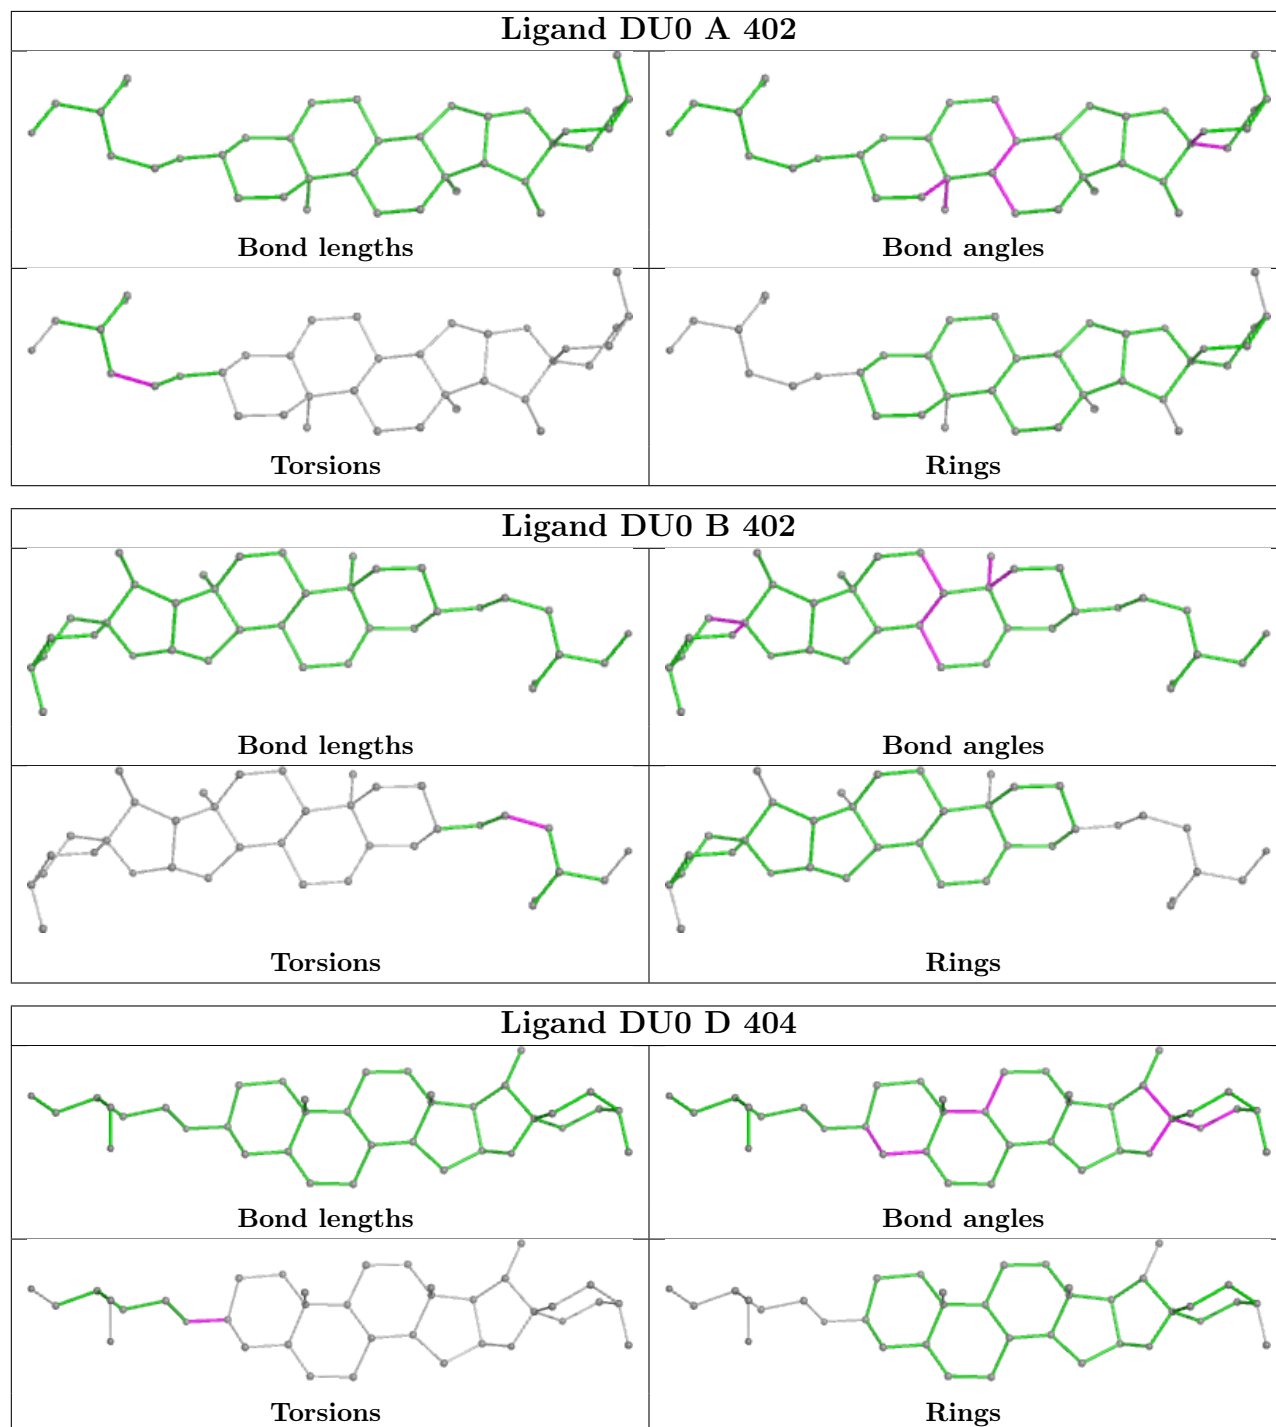 Ligand DU0 A 402
Bond lengths
Bond angles
Torsions
Rings
Ligand DU0 B 402
Bond lengths
Bond angles
Torsions
Rings
Ligand DU0 D 404
Bond lengths
Bond angles
Torsions
Rings